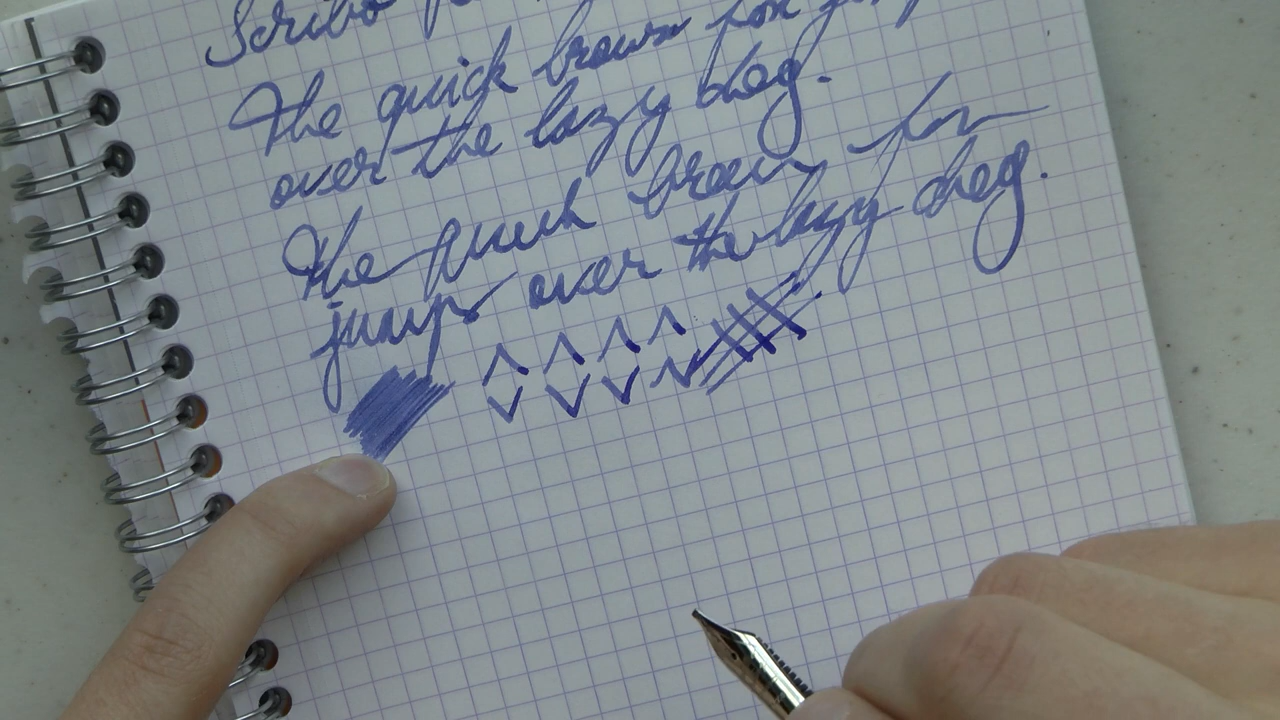 Scribo
The quick brown fox
over the lazy dog.
The quick brown fox
jumps over the lazy dog.